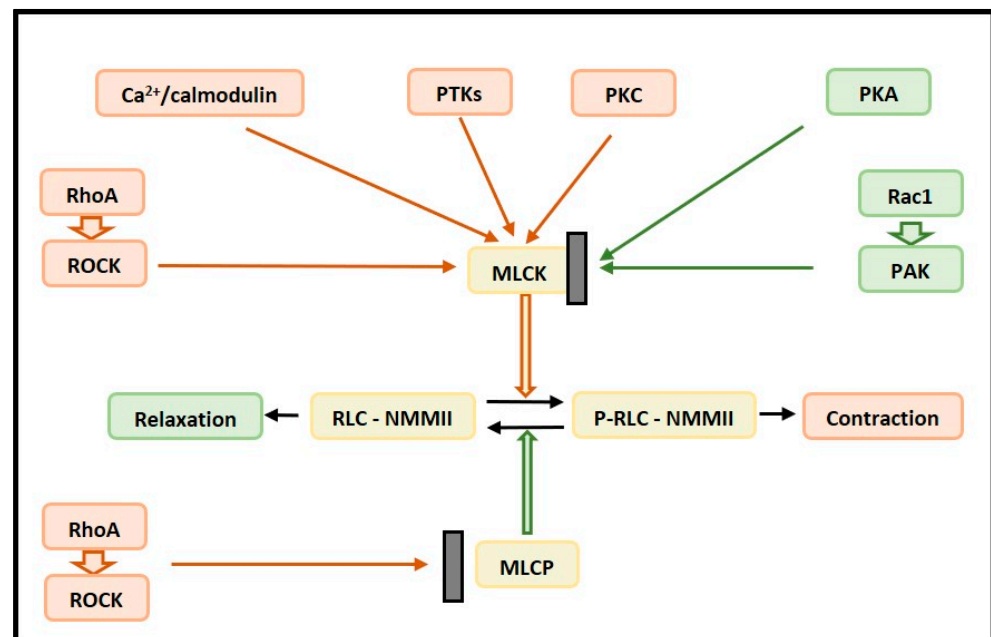 Ca²⁺/calmodulin
PTKs
PKC
PKA
RhoA
Rac1
ROCK
MLCK
PAK
Relaxation
RLC - NMMII
P-RLC - NMMII
Contraction
RhoA
MLCP
ROCK